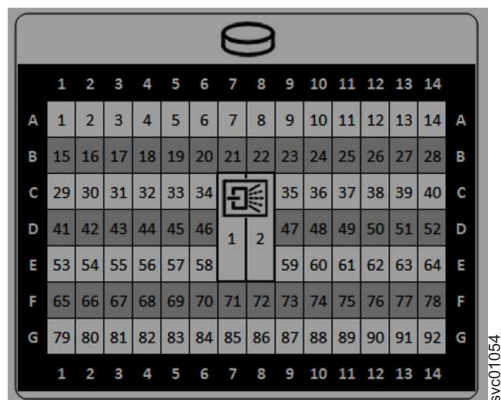 1 2 3 4 5 6 7 8 9 10 11 12 13 14
A 1 2 3 4 5 6 7 8 9 10 11 12 13 14 A
B 15 16 17 18 19 20 21 22 23 24 25 26 27 28 B
C 29 30 31 32 33 34 35 36 37 38 39 40 C
D 41 42 43 44 45 46 1 2 47 48 49 50 51 52 D
E 53 54 55 56 57 58 59 60 61 62 63 64 E
F 65 66 67 68 69 70 71 72 73 74 75 76 77 78 F
G 79 80 81 82 83 84 85 86 87 88 89 90 91 92 G
1 2 3 4 5 6 7 8 9 10 11 12 13 14
svc01054